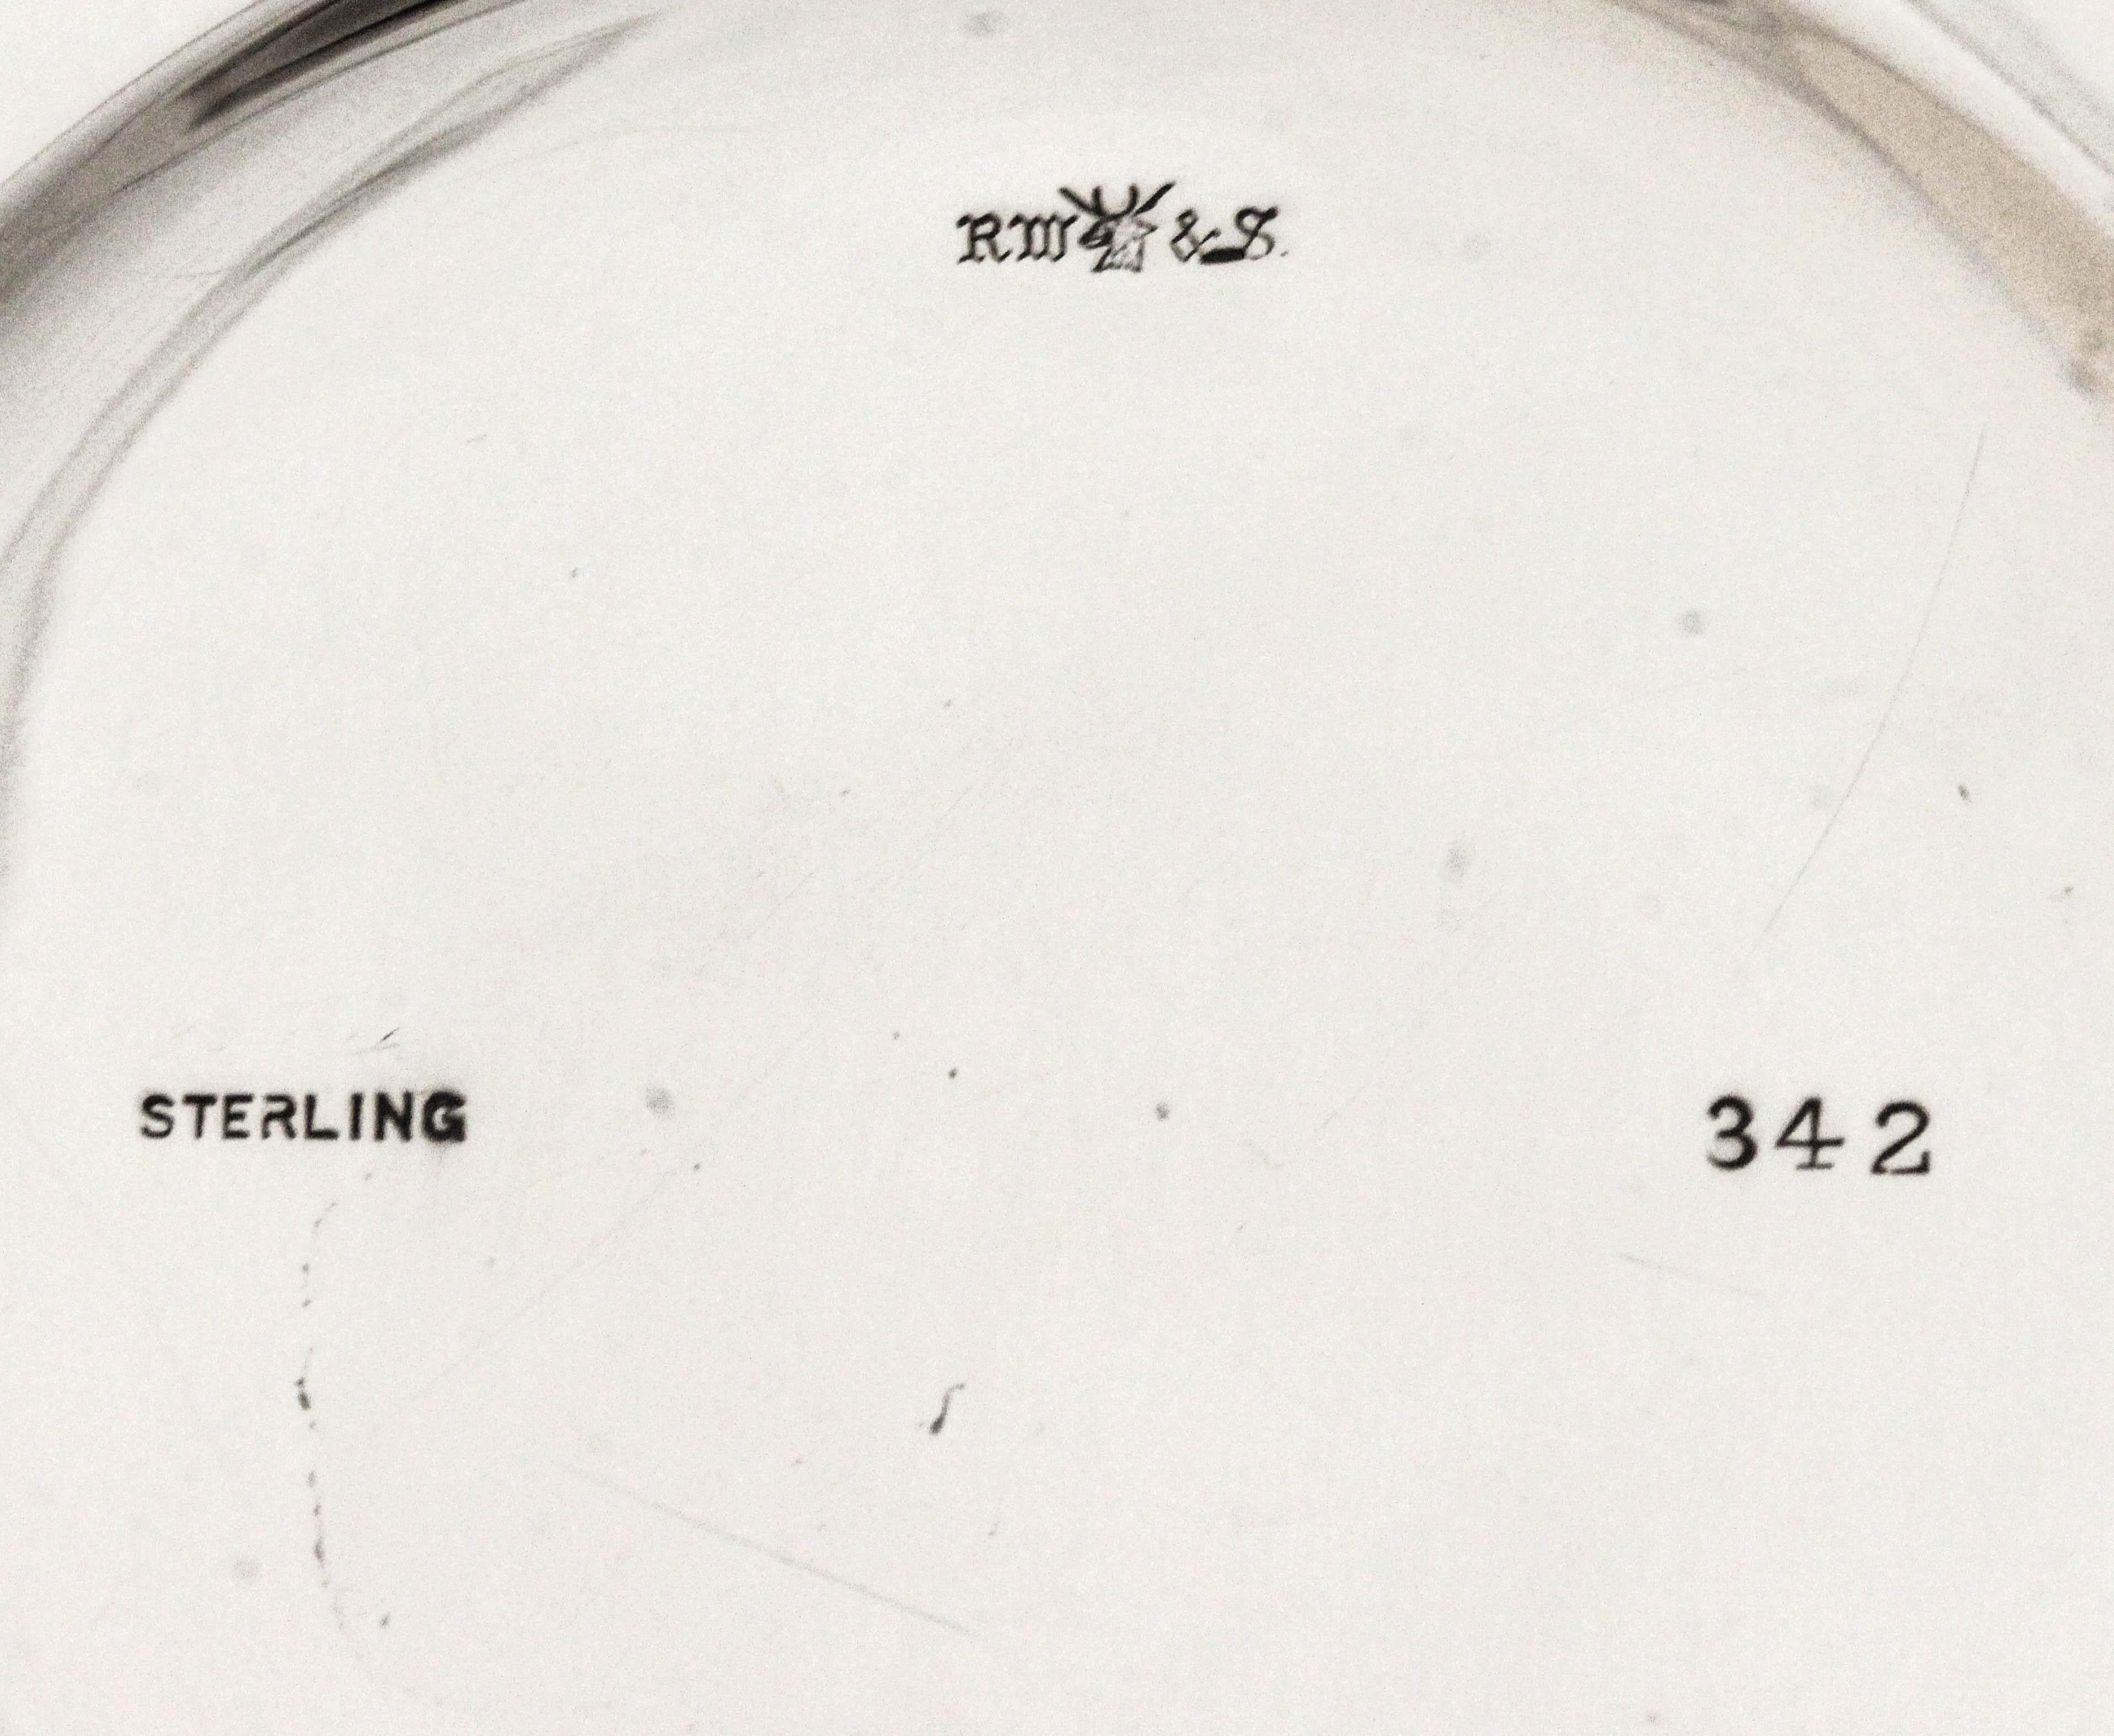 RW & S.
STERLING 342